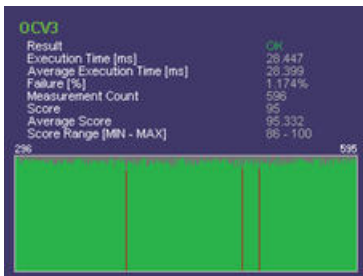 OCV3
Result OK
Execution Time [ms] 28.447
Average Execution Time [ms] 28.399
Failure [%] 1.174%
Measurement Count 596
Score 95
Average Score 95.332
Score Range [MIN - MAX] 86 - 100
296 595